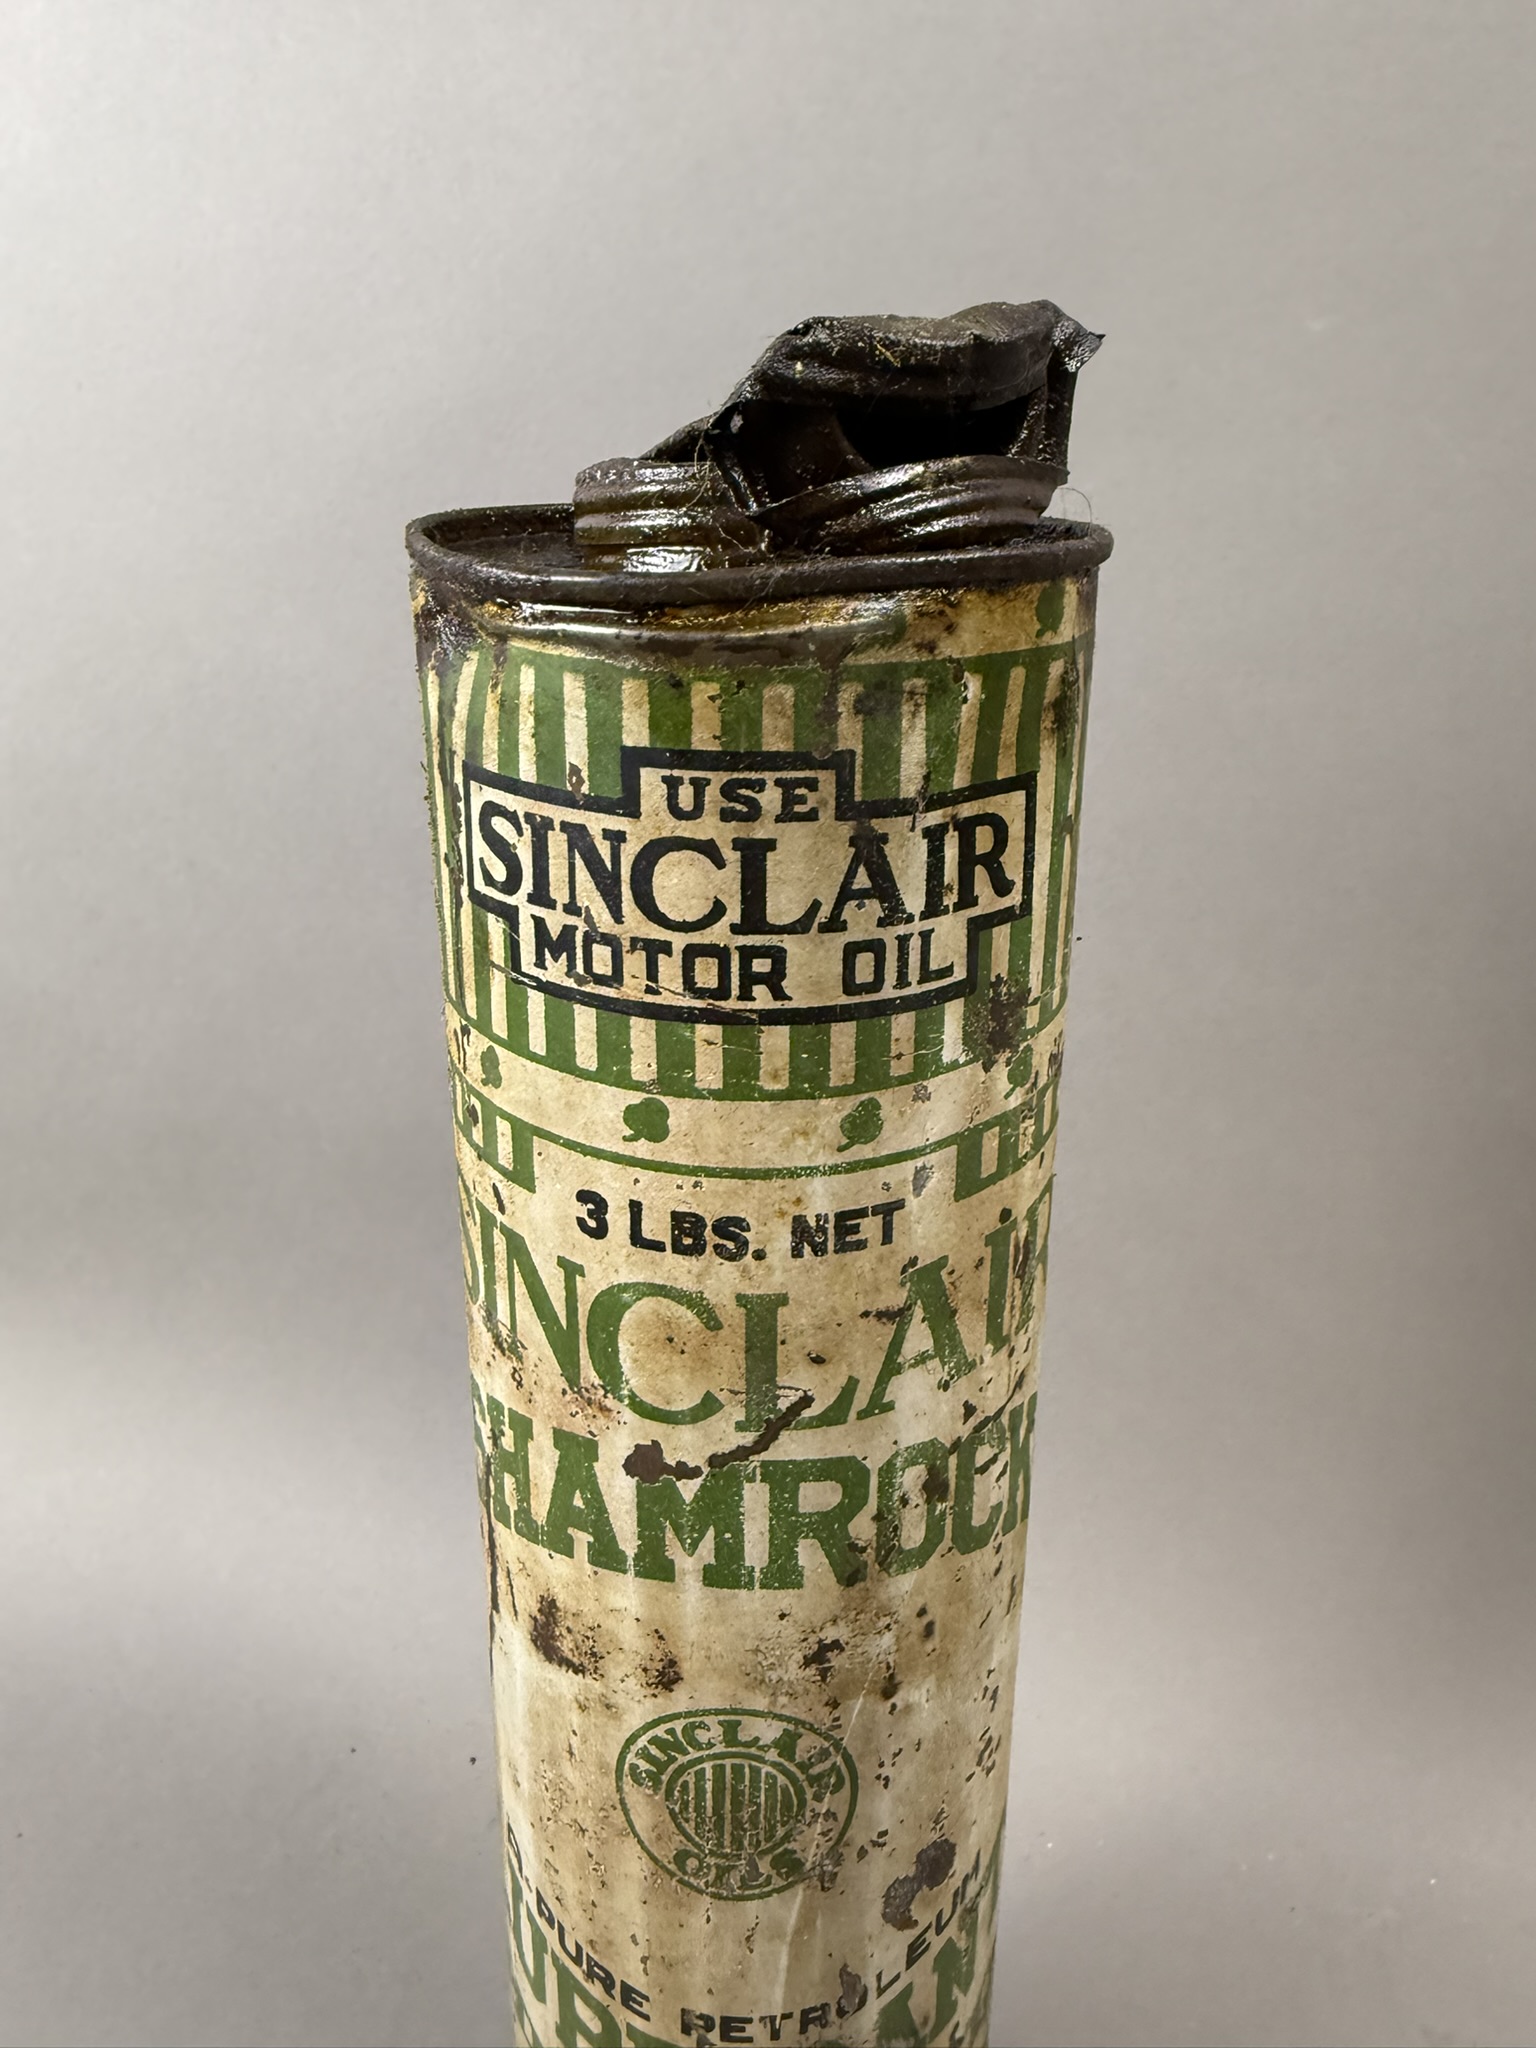 USE
SINCLAIR
MOTOR OIL
3 LBS. NET
SINCLAIR
SHAMROCK
SINCLAIR
OILS
A PURE PETROLEUM